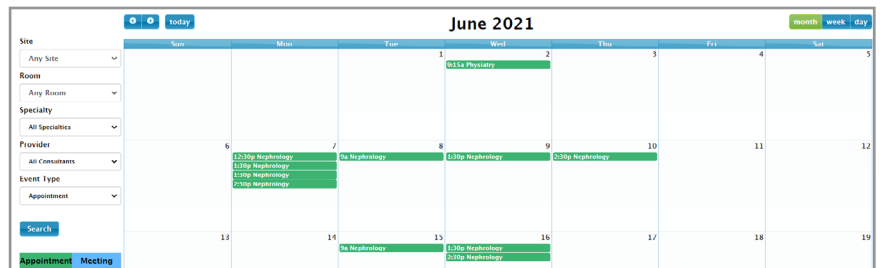 today
June 2021
month week day
Site
Any Site
Room
Any Room
Specialty
All Specialties
Provider
All Consultants
Event Type
Appointment
Search
Appointment Meeting
Sun Mon Tue Wed Thu Fri Sat
1 2 3 4 5
9:15a Physiatry
6 7 8 9 10 11 12
12:30p Nephrology 9a Nephrology 1:30p Nephrology 2:30p Nephrology
1:30p Nephrology
1:30p Nephrology
2:30p Nephrology
13 14 15 16 17 18 19
9a Nephrology 1:30p Nephrology
2:30p Nephrology